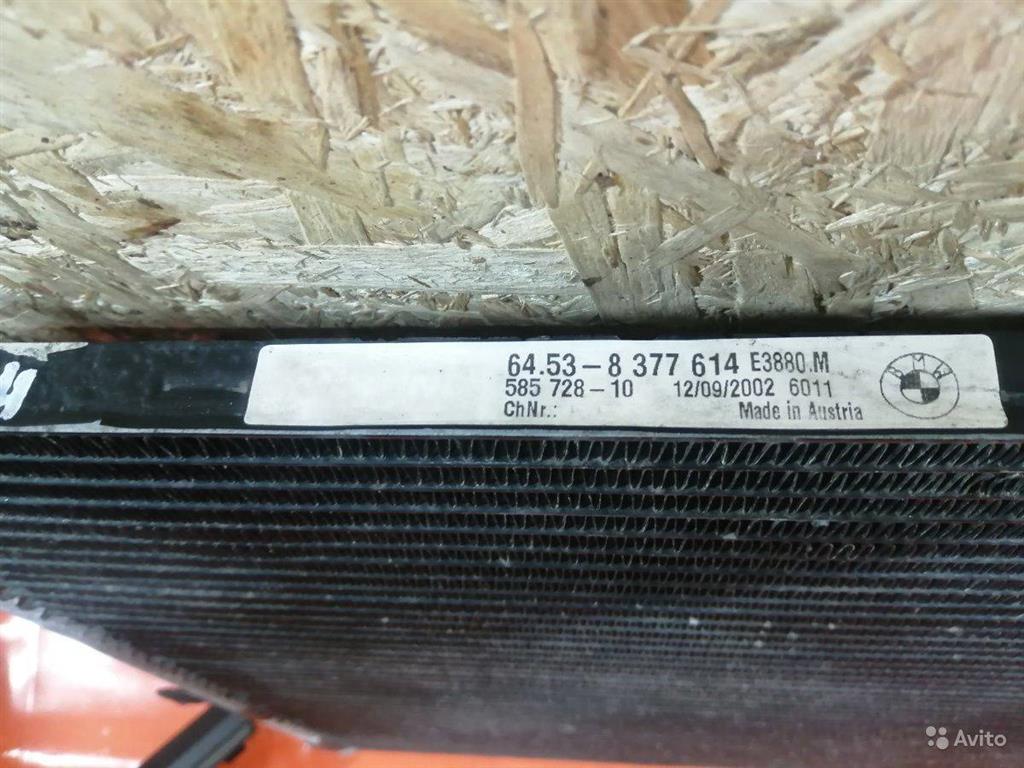 64.53-8 377 614 E3880.M
585 728-10 12/09/2002 6011
ChNr.: Made in Austria
BMW
Avito